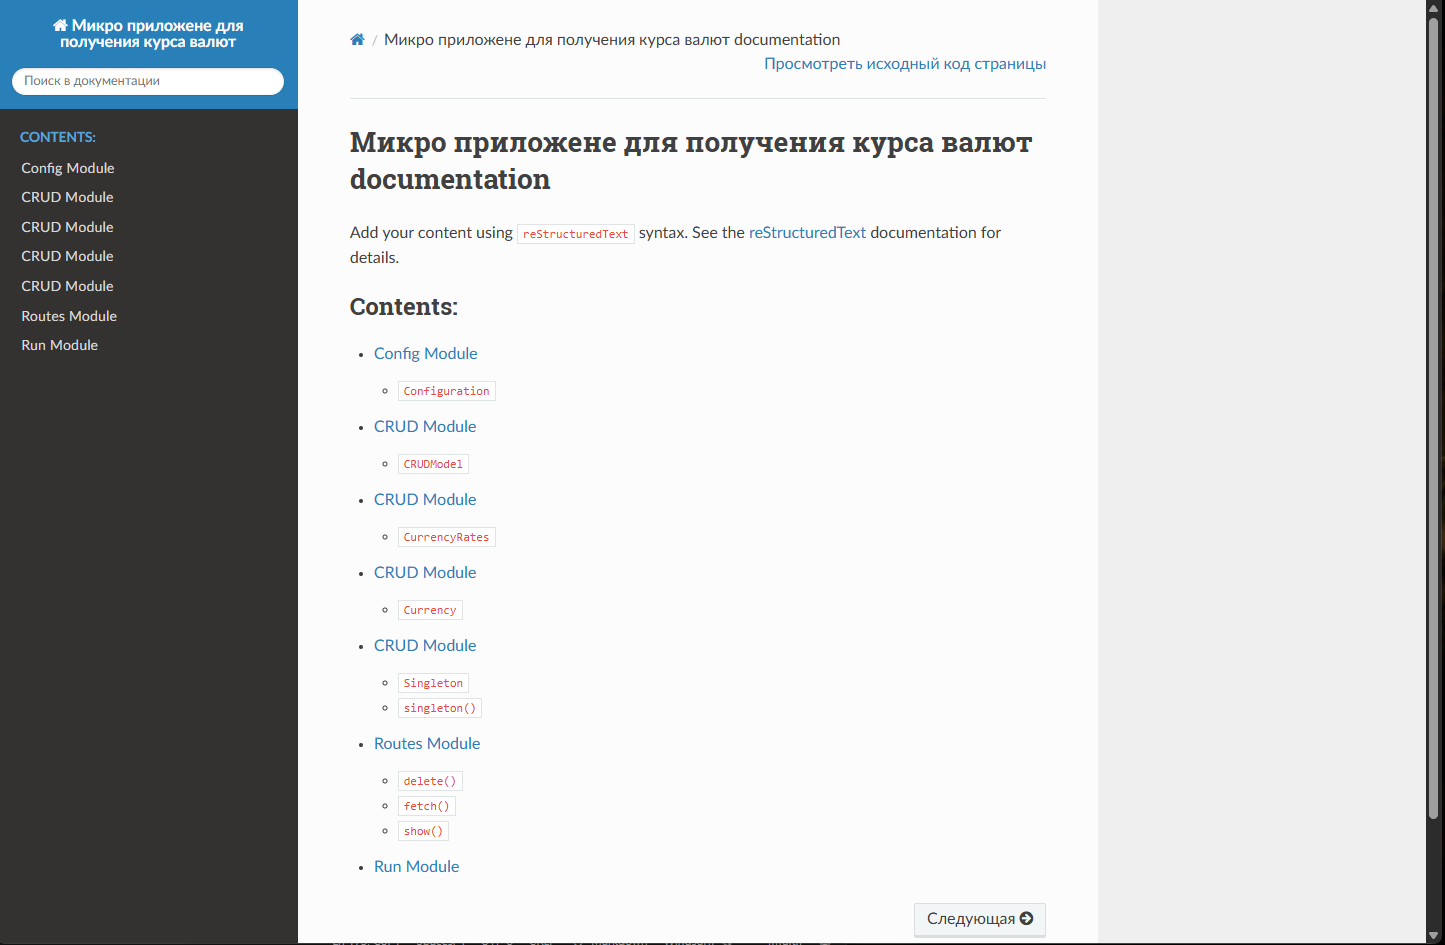 Микро приложене для
получения курса валют
Поиск в документации
CONTENTS:
Config Module
CRUD Module
CRUD Module
CRUD Module
CRUD Module
Routes Module
Run Module
/ Микро приложене для получения курса валют documentation
Просмотреть исходный код страницы
Микро приложене для получения курса валют
documentation
Add your content using reStructuredText syntax. See the reStructuredText documentation for
details.
Contents:
• Config Module
Configuration
• CRUD Module
CRUDModel
• CRUD Module
CurrencyRates
• CRUD Module
Currency
• CRUD Module
Singleton
singleton()
• Routes Module
delete()
fetch()
show()
• Run Module
Следующая